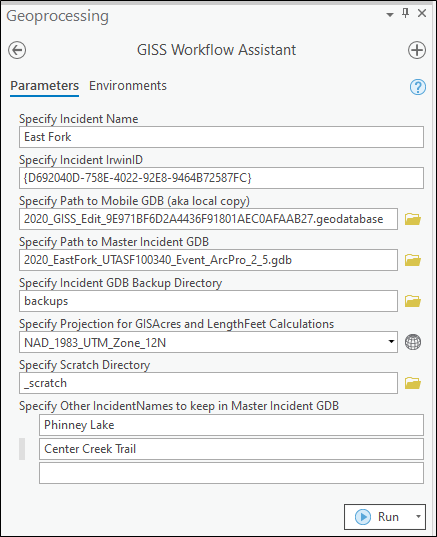 Geoprocessing
GISS Workflow Assistant
Parameters Environments
?
Specify Incident Name
East Fork
Specify Incident IrwinID
{D692040D-758E-4022-92E8-9464B72587FC}
Specify Path to Mobile GDB (aka local copy)
2020_GISS_Edit_9E971BF6D2A4436F91801AEC0AFAAB27.geodatabase
Specify Path to Master Incident GDB
2020_EastFork_UTASF100340_Event_ArcPro_2_5.gdb
Specify Incident GDB Backup Directory
backups
Specify Projection for GISAcres and LengthFeet Calculations
NAD_1983_UTM_Zone_12N
Specify Scratch Directory
_scratch
Specify Other IncidentNames to keep in Master Incident GDB
Phinney Lake
Center Creek Trail
Run